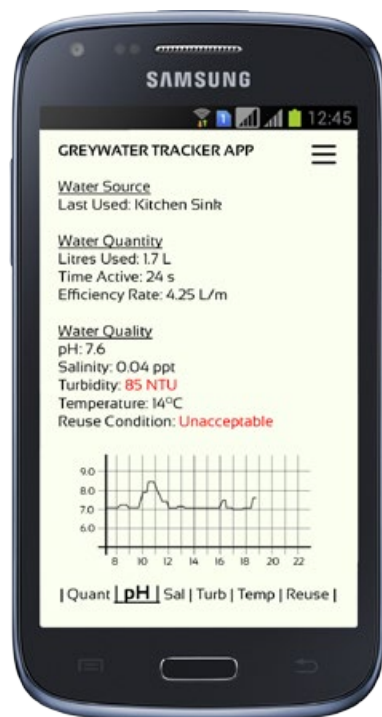 SAMSUNG
1 12:45
GREYWATER TRACKER APP
Water Source
Last Used: Kitchen Sink
Water Quantity
Litres Used: 1.7 L
Time Active: 24 s
Efficiency Rate: 4.25 L/m
Water Quality
pH: 7.6
Salinity: 0.04 ppt
Turbidity: 85 NTU
Temperature: 14°C
Reuse Condition: Unacceptable
9.0
8.0
7.0
6.0
8 10 12 14 16 18 20 22
| Quant | pH | Sal | Turb | Temp | Reuse |